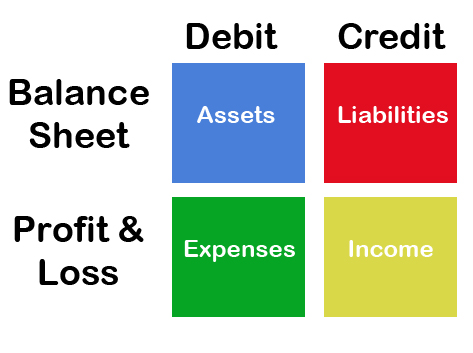 Debit Credit
Balance
Sheet
Assets Liabilities
Profit &
Loss
Expenses Income